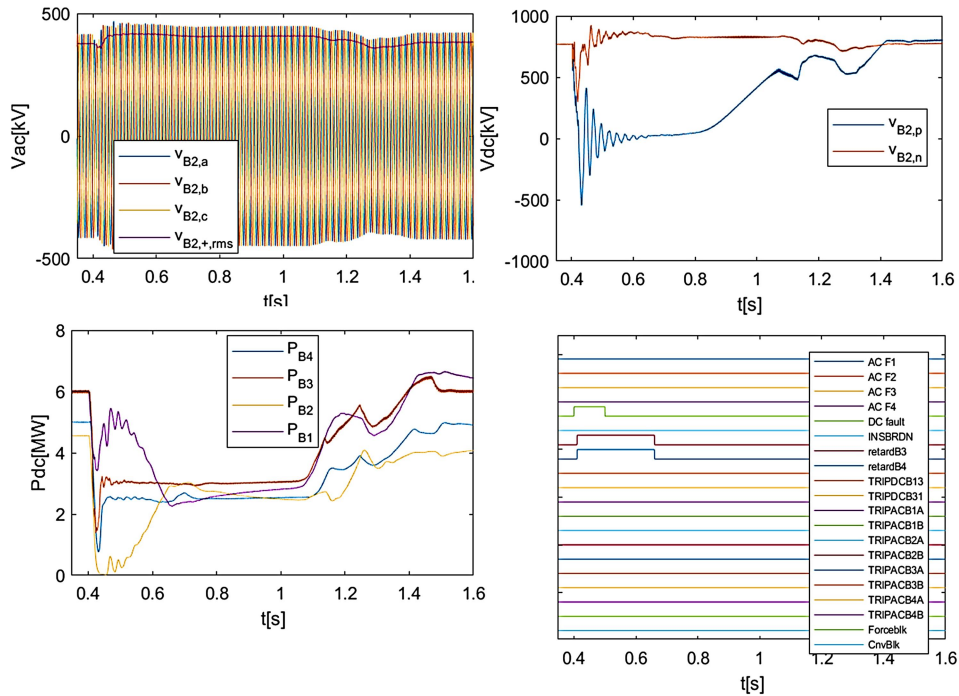 500
0
-500
Vac[kV]
0.4 0.6 0.8 1 1.2 1.4 1.6
t[s]
v_B2,a
v_B2,b
v_B2,c
v_B2,+,rms
1000
500
0
-500
-1000
Vdc[kV]
0.4 0.6 0.8 1 1.2 1.4 1.6
t[s]
v_B2,p
v_B2,n
8
6
4
2
0
Pdc[MW]
0.4 0.6 0.8 1 1.2 1.4 1.6
t[s]
P_B4
P_B3
P_B2
P_B1
AC F1
AC F2
AC F3
AC F4
DC fault
INSBRDN
retardB3
retardB4
TRIPDCB13
TRIPDCB31
TRIPACB1A
TRIPACB1B
TRIPACB2A
TRIPACB2B
TRIPACB3A
TRIPACB3B
TRIPACB4A
TRIPACB4B
Forceblk
CnvBlk
0.4 0.6 0.8 1 1.2 1.4 1.6
t[s]